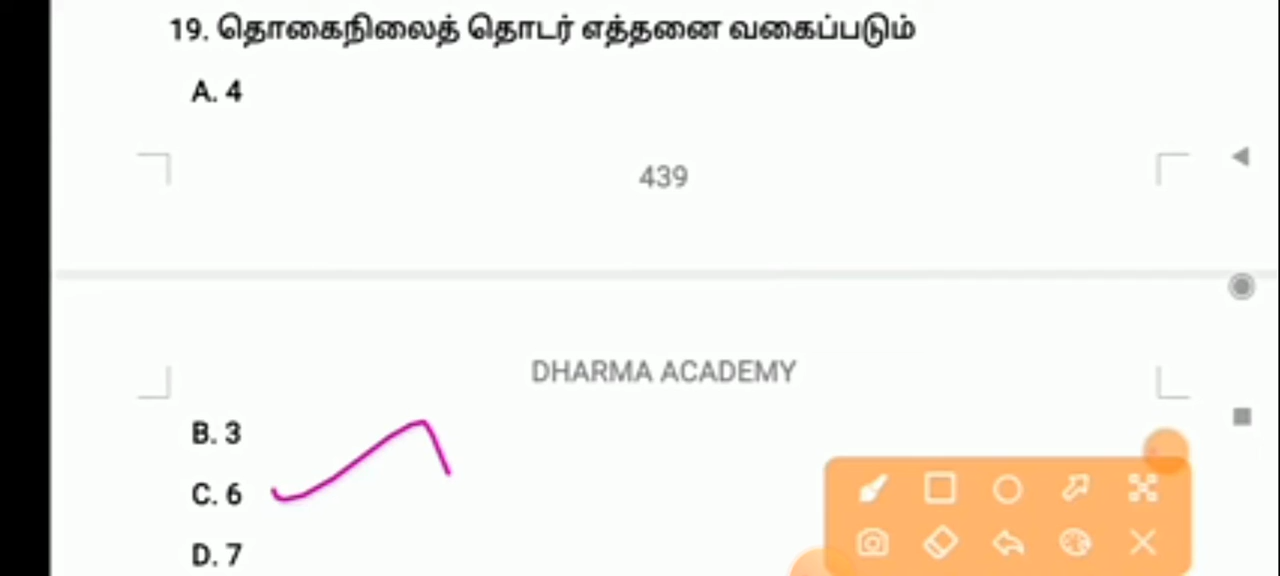 19. தொகைநிலைத் தொடர் எத்தனை வகைப்படும்
A. 4
439
DHARMA ACADEMY
B. 3
C. 6
D. 7